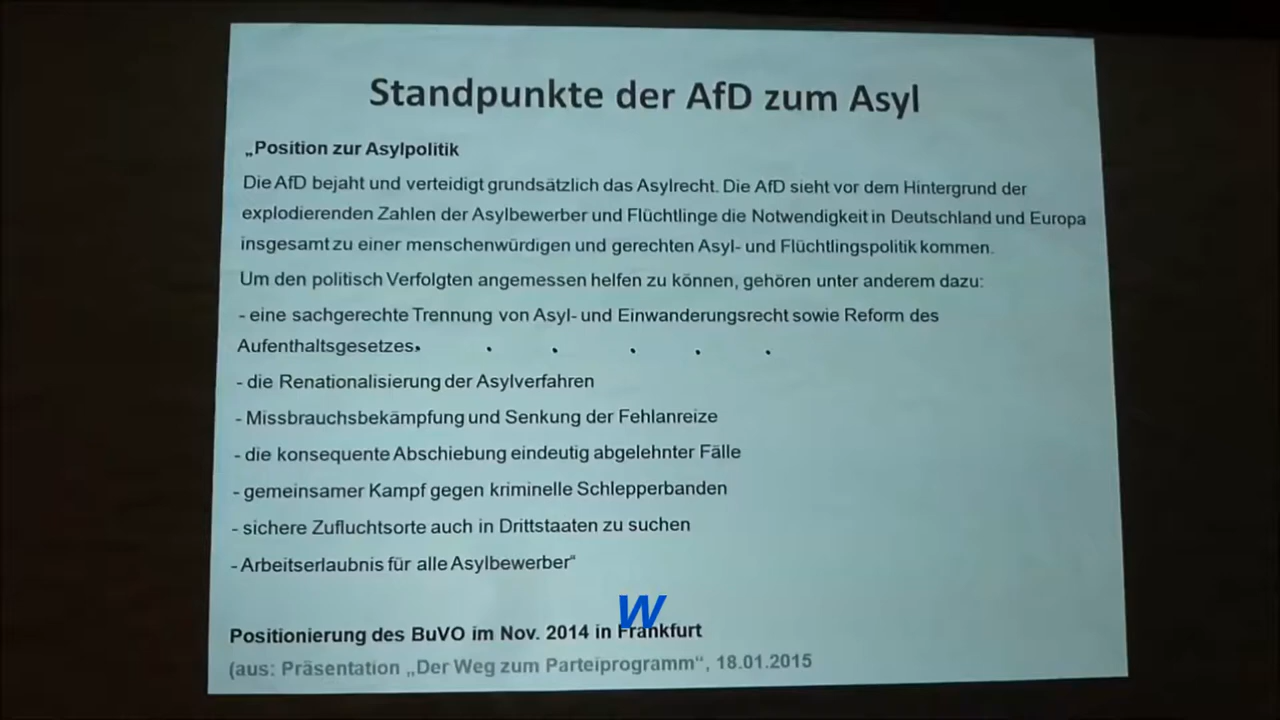 Standpunkte der AfD zum Asyl
„Position zur Asylpolitik
Die AfD bejaht und verteidigt grundsätzlich das Asylrecht. Die AfD sieht vor dem Hintergrund der
explodierenden Zahlen der Asylbewerber und Flüchtlinge die Notwendigkeit in Deutschland und Europa
insgesamt zu einer menschenwürdigen und gerechten Asyl- und Flüchtlingspolitik kommen.
Um den politisch Verfolgten angemessen helfen zu können, gehören unter anderem dazu:
- eine sachgerechte Trennung von Asyl- und Einwanderungsrecht sowie Reform des
Aufenthaltsgesetzes. . . . . .
- die Renationalisierung der Asylverfahren
- Missbrauchsbekämpfung und Senkung der Fehlanreize
- die konsequente Abschiebung eindeutig abgelehnter Fälle
- gemeinsamer Kampf gegen kriminelle Schlepperbanden
- sichere Zufluchtsorte auch in Drittstaaten zu suchen
- Arbeitserlaubnis für alle Asylbewerber“
W
Positionierung des BuVO im Nov. 2014 in Frankfurt
(aus: Präsentation „Der Weg zum Parteiprogramm“, 18.01.2015